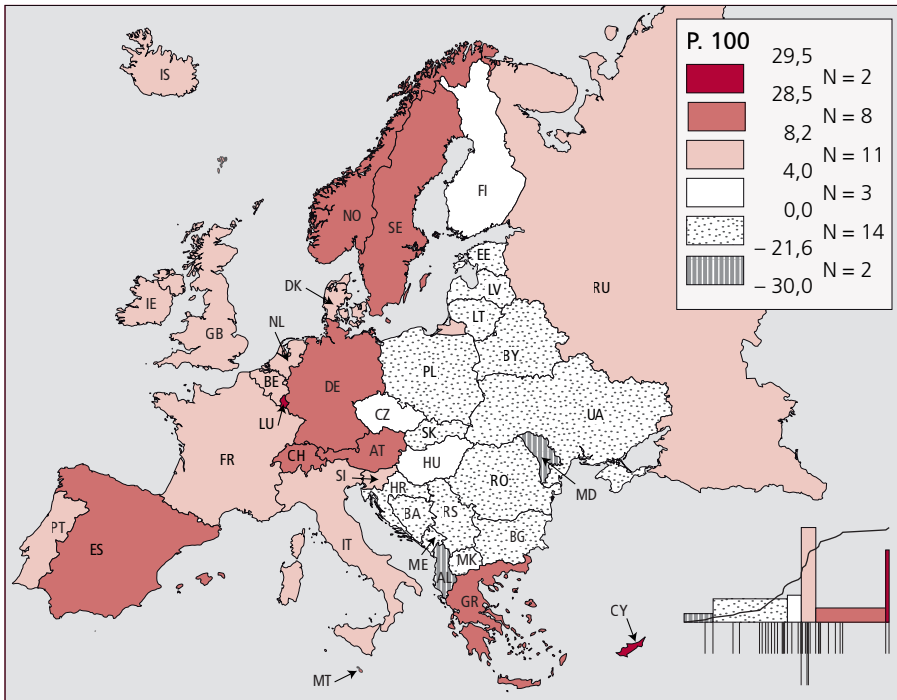 P. 100
29,5
N = 2
28,5
N = 8
8,2
N = 11
4,0
N = 3
0,0
N = 14
– 21,6
N = 2
– 30,0
IS
NO
SE
FI
RU
EE
LV
LT
DK
IE
GB
NL
BE
DE
PL
BY
LU
CZ
UA
SK
FR
CH
AT
HU
MD
SI
HR
RO
BA
RS
PT
ES
IT
ME
MK
BG
AL
GR
CY
MT